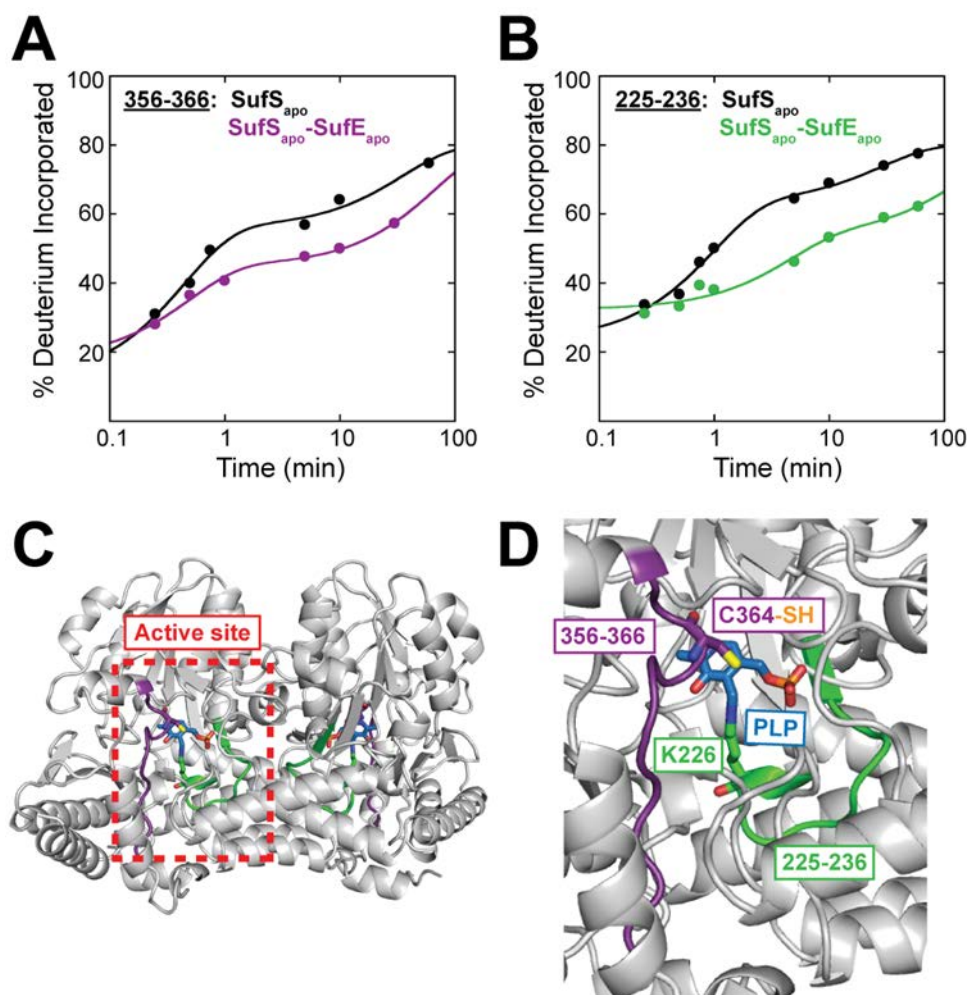 A
B
100
80
60
40
20
% Deuterium Incorporated
356-366: SufSapo
SufSapo-SufEapo
0.1 1 10 100
Time (min)
100
80
60
40
20
% Deuterium Incorporated
225-236: SufSapo
SufSapo-SufEapo
0.1 1 10 100
Time (min)
C
Active site
D
C364-SH
356-366
PLP
K226
225-236